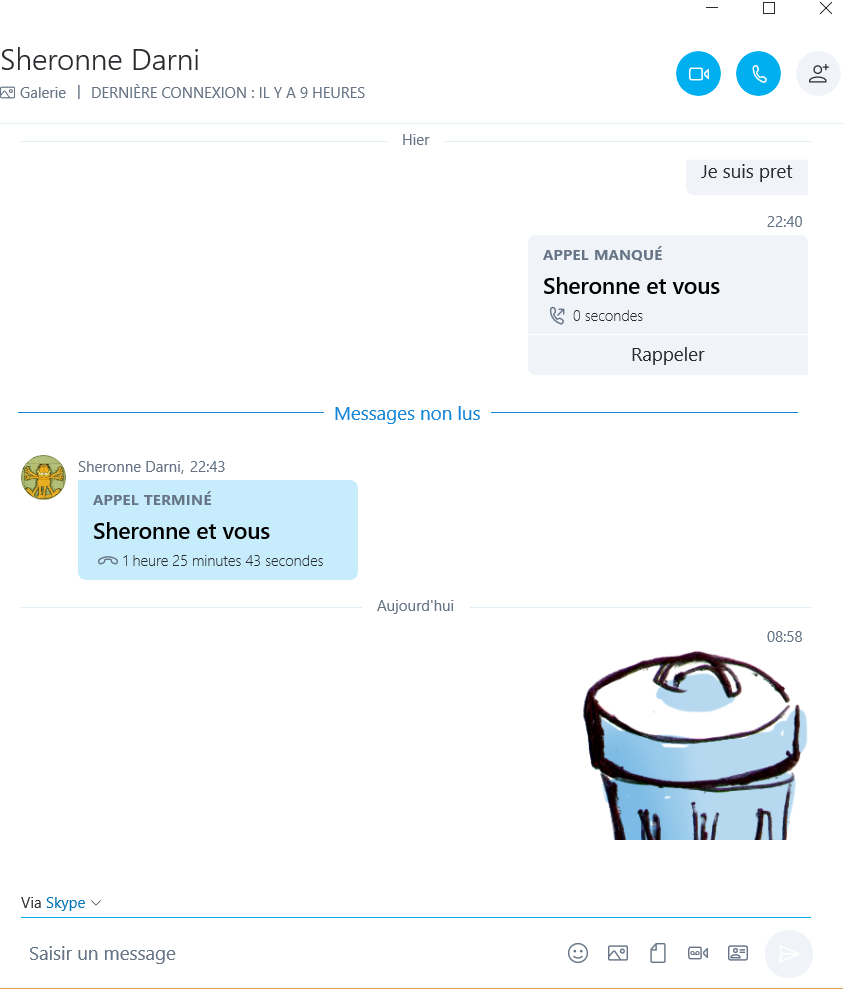 Sheronne Darni
Galerie | DERNIÈRE CONNEXION : IL Y A 9 HEURES
Hier
Je suis pret
22:40
APPEL MANQUÉ
Sheronne et vous
0 secondes
Rappeler
Messages non lus
Sheronne Darni, 22:43
APPEL TERMINÉ
Sheronne et vous
1 heure 25 minutes 43 secondes
Aujourd'hui
08:58
Via Skype
Saisir un message